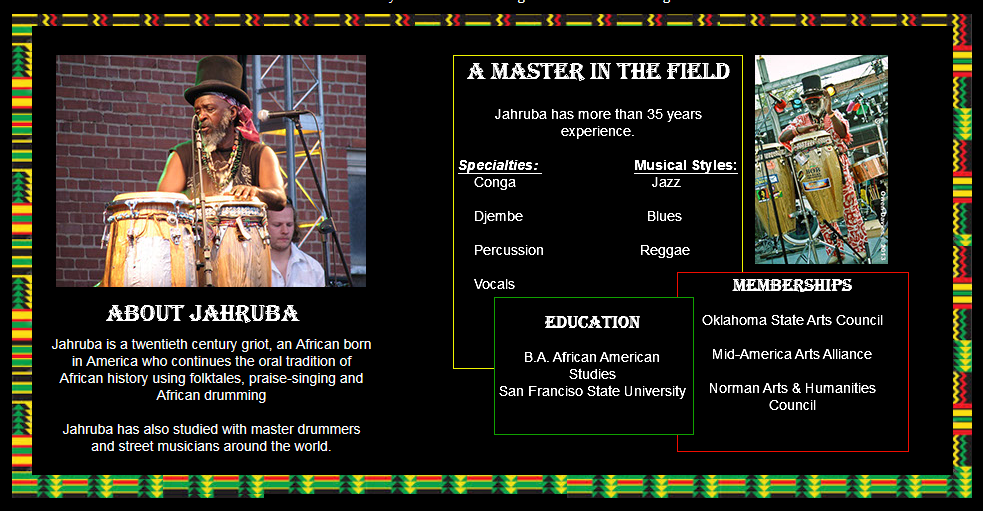 ABOUT JAHRUBA
Jahruba is a twentieth century griot, an African born
in America who continues the oral tradition of
African history using folktales, praise-singing and
African drumming
Jahruba has also studied with master drummers
and street musicians around the world.
A MASTER IN THE FIELD
Jahruba has more than 35 years
experience.
Specialties: Musical Styles:
Conga Jazz
Djembe Blues
Percussion Reggae
Vocals
EDUCATION
B.A. African American
Studies
San Franciso State University
MEMBERSHIPS
Oklahoma State Arts Council
Mid-America Arts Alliance
Norman Arts & Humanities
Council